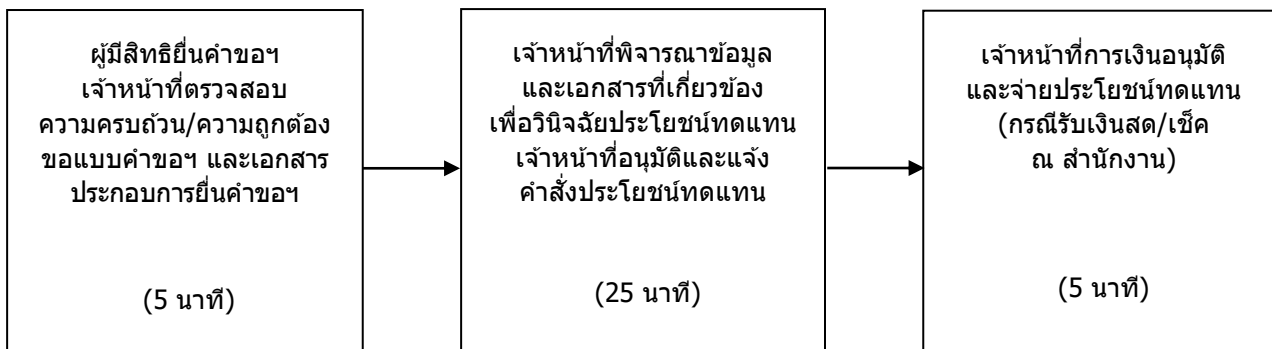 ผู้มีสิทธิยื่นคำขอฯ
เจ้าหน้าที่ตรวจสอบ
ความครบถ้วน/ความถูกต้อง
ขอแบบคำขอฯ และเอกสาร
ประกอบการยื่นคำขอฯ
(5 นาที)
เจ้าหน้าที่พิจารณาข้อมูล
และเอกสารที่เกี่ยวข้อง
เพื่อวินิจฉัยประโยชน์ทดแทน
เจ้าหน้าที่อนุมัติและแจ้ง
คำสั่งประโยชน์ทดแทน
(25 นาที)
เจ้าหน้าที่การเงินอนุมัติ
และจ่ายประโยชน์ทดแทน
(กรณีรับเงินสด/เช็ค
ณ สำนักงาน)
(5 นาที)